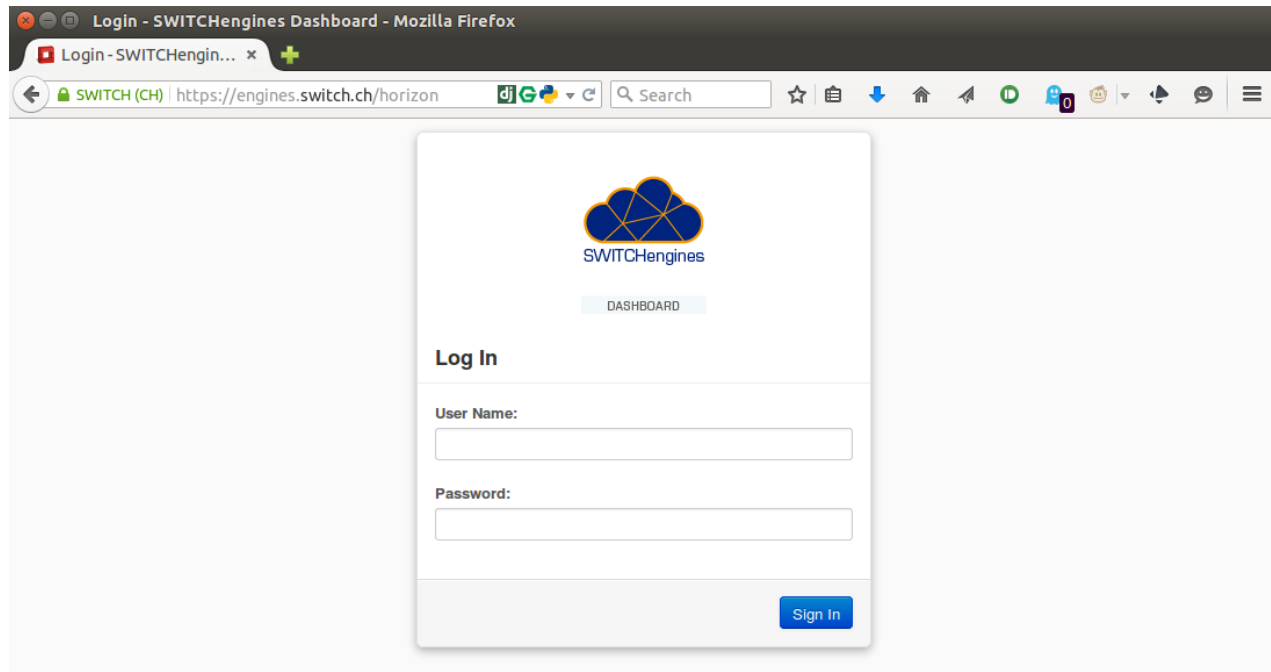 Login - SWITCHengines Dashboard - Mozilla Firefox
Login - SWITCHengin...
SWITCH (CH) https://engines.switch.ch/horizon dj Search 0
SWITCHengines
DASHBOARD
Log In
User Name:
Password:
Sign In